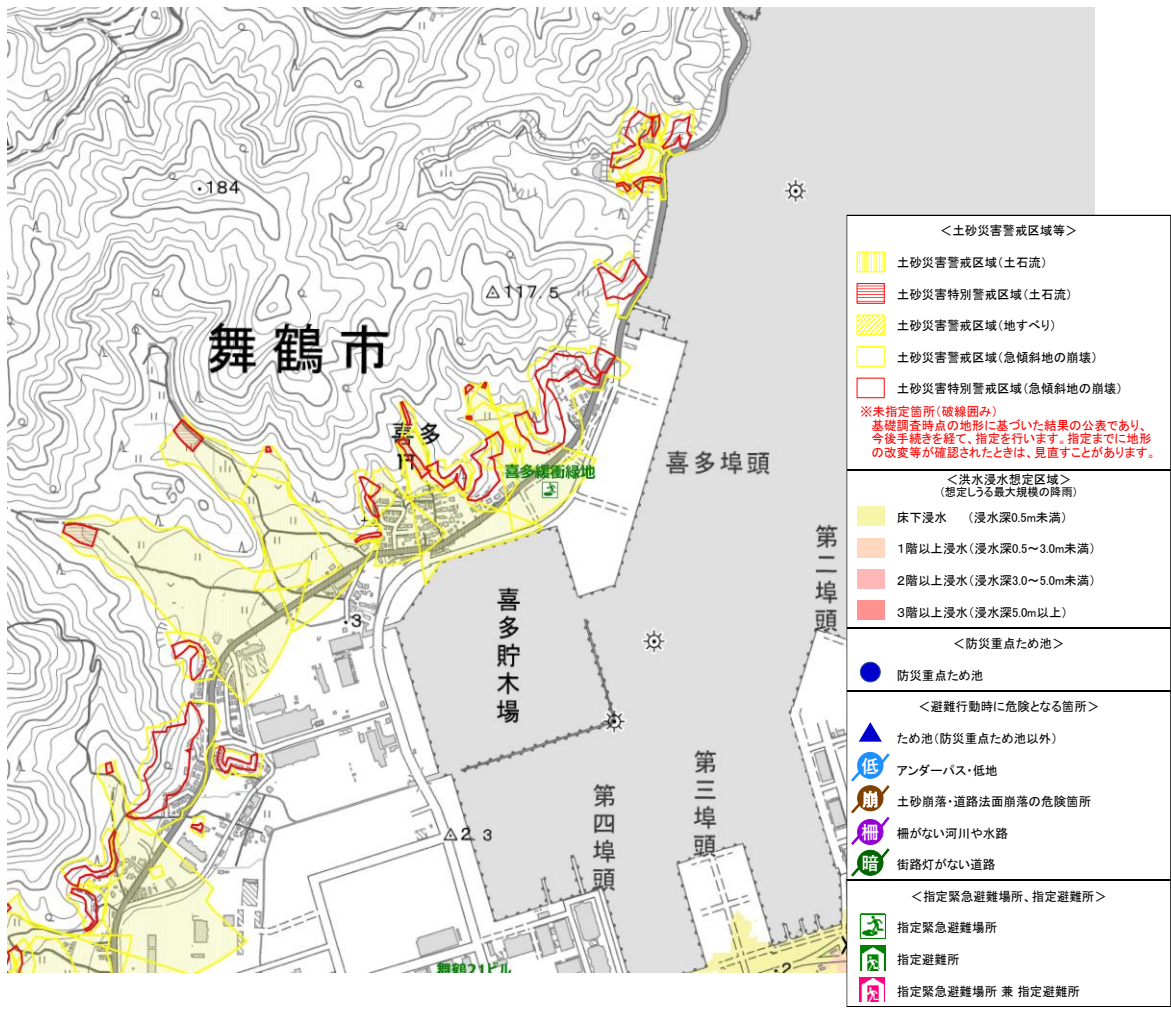 184
117.5
舞鶴市
喜多
喜多緩衝緑地
喜多埠頭
第二埠頭
喜多貯木場
3
第三埠頭
第四埠頭
2.3
舞鶴21ビル
2
＜土砂災害警戒区域等＞
土砂災害警戒区域（土石流）
土砂災害特別警戒区域（土石流）
土砂災害警戒区域（地すべり）
土砂災害警戒区域（急傾斜地の崩壊）
土砂災害特別警戒区域（急傾斜地の崩壊）
※未指定箇所（破線囲み）
基礎調査時点の地形に基づいた結果の公表であり、
今後手続きを経て、指定を行います。指定までに地形
の改変等が確認されたときは、見直すことがあります。
＜洪水浸水想定区域＞
（想定しうる最大規模の降雨）
床下浸水　（浸水深0.5m未満）
1階以上浸水（浸水深0.5～3.0m未満）
2階以上浸水（浸水深3.0～5.0m未満）
3階以上浸水（浸水深5.0m以上）
＜防災重点ため池＞
防災重点ため池
＜避難行動時に危険となる箇所＞
ため池（防災重点ため池以外）
低 アンダーパス・低地
崩 土砂崩落・道路法面崩落の危険箇所
柵 柵がない河川や水路
暗 街路灯がない道路
＜指定緊急避難場所、指定避難所＞
指定緊急避難場所
指定避難所
指定緊急避難場所 兼 指定避難所